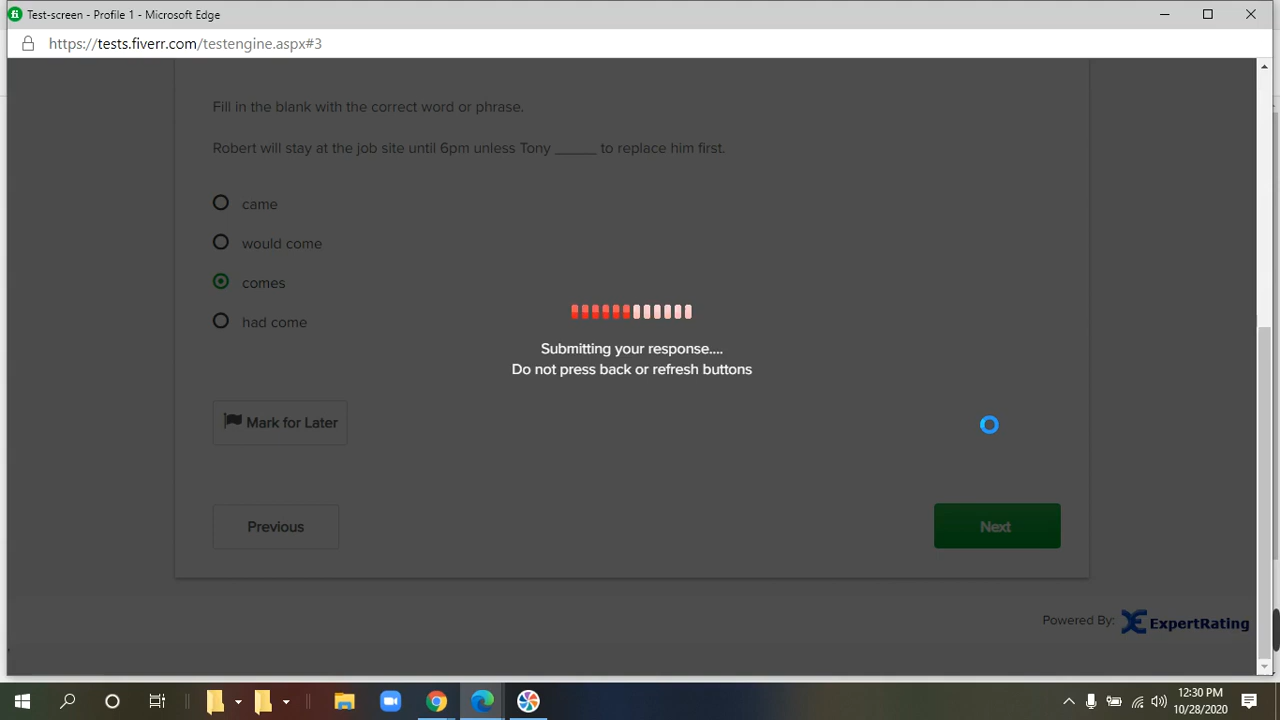 Test-screen - Profile 1 - Microsoft Edge
https://tests.fiverr.com/testengine.aspx#3
Fill in the blank with the correct word or phrase.
Robert will stay at the job site until 6pm unless Tony _____ to replace him first.
came
would come
comes
had come
Submitting your response....
Do not press back or refresh buttons
Mark for Later
Previous
Next
Powered By: ExpertRating
12:30 PM
10/28/2020